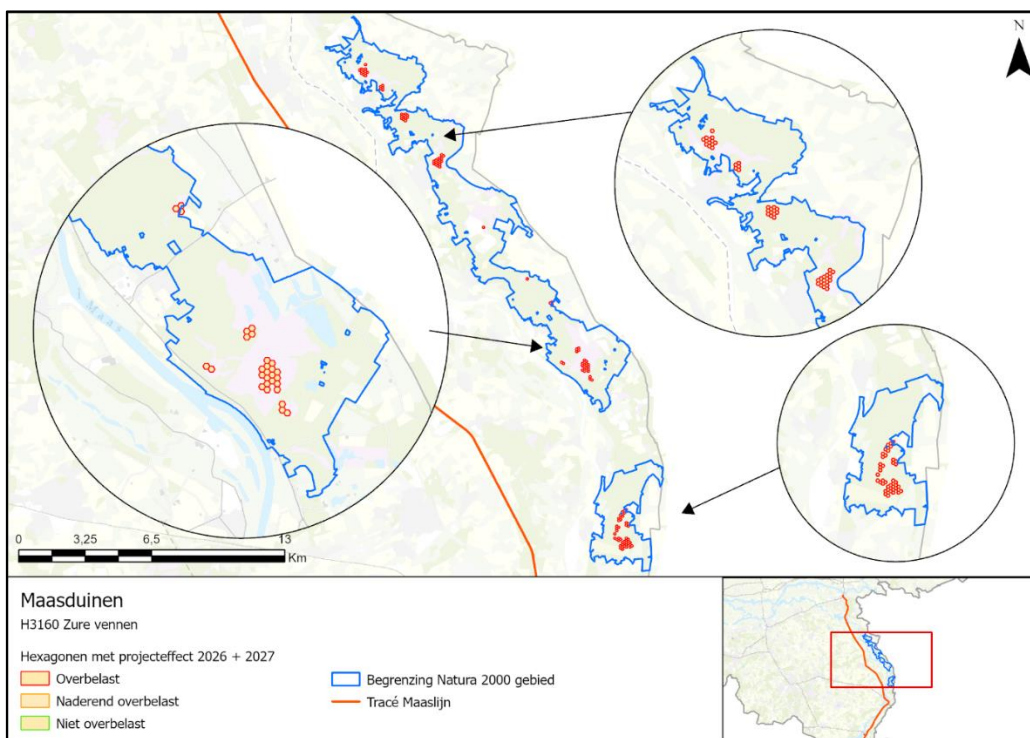 N
Maas
0 3,25 6,5 13
Km
Maasduinen
H3160 Zure vennen
Hexagonen met projecteffect 2026 + 2027
Overbelast
Naderend overbelast
Niet overbelast
Begrenzing Natura 2000 gebied
Tracé Maaslijn